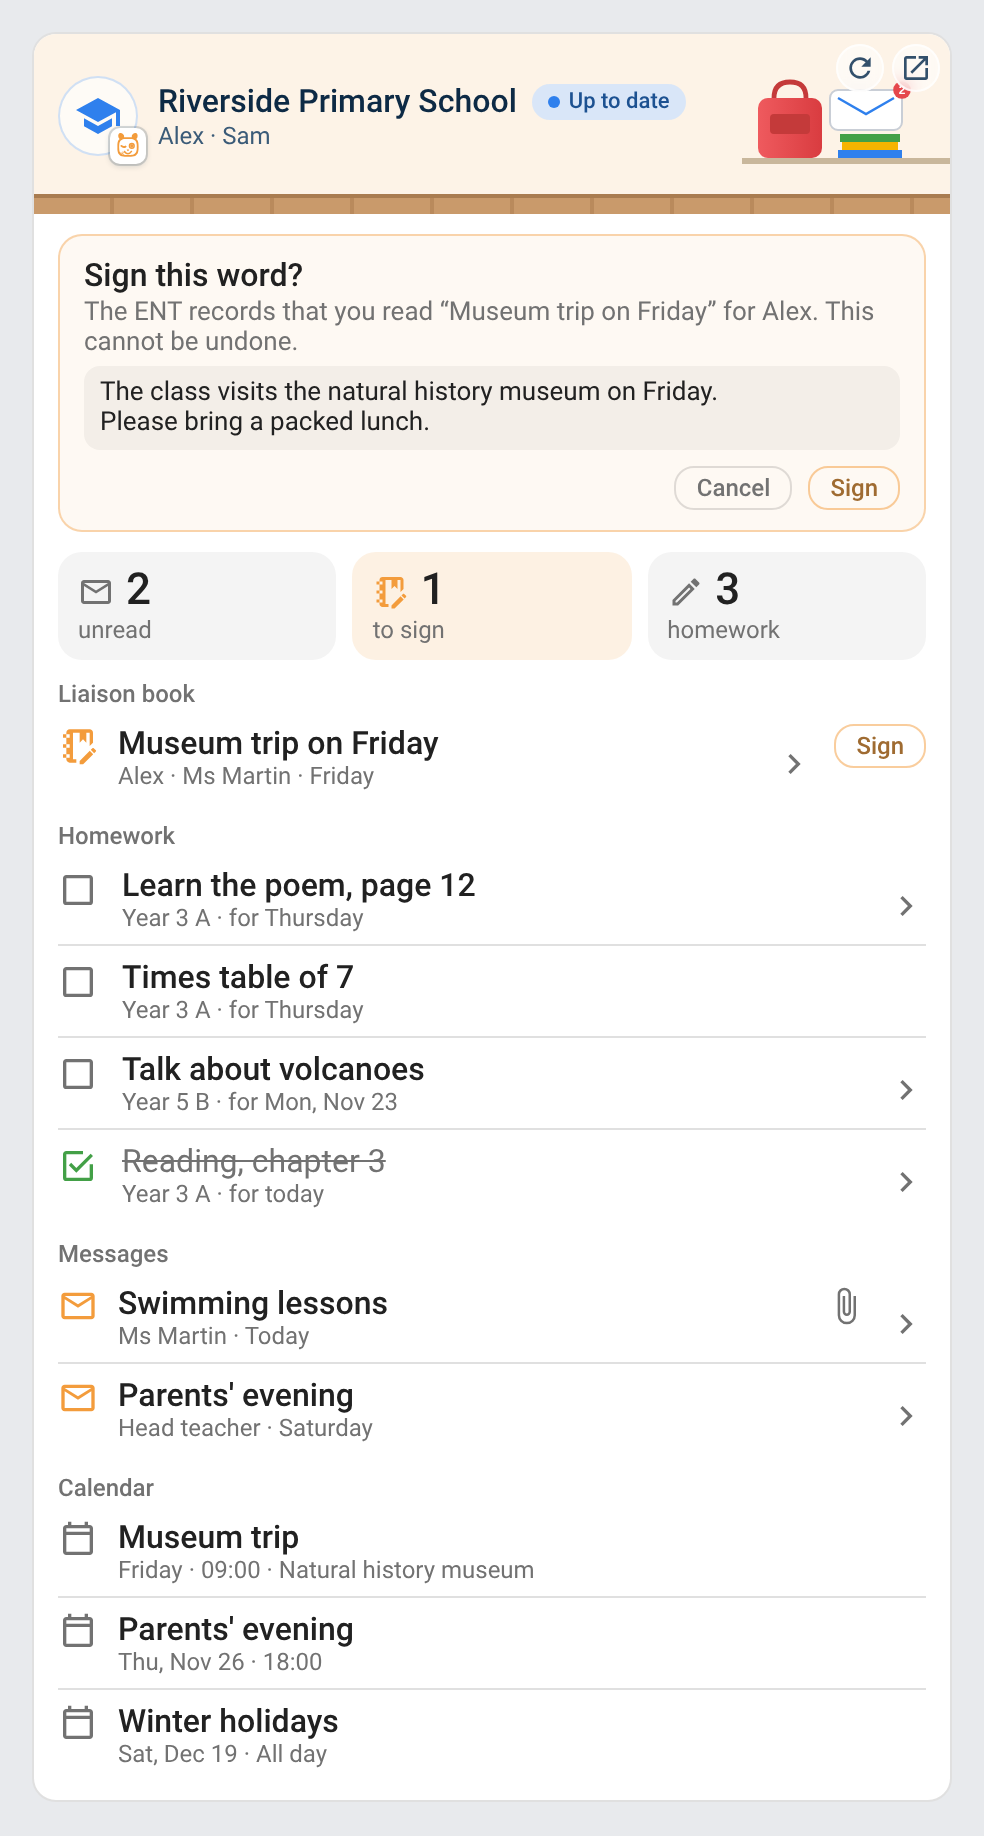 Riverside Primary School
Up to date
Alex · Sam
2
Sign this word?
The ENT records that you read “Museum trip on Friday” for Alex. This
cannot be undone.
The class visits the natural history museum on Friday.
Please bring a packed lunch.
Cancel
Sign
2
unread
1
to sign
3
homework
Liaison book
Museum trip on Friday
Alex · Ms Martin · Friday
Sign
Homework
Learn the poem, page 12
Year 3 A · for Thursday
Times table of 7
Year 3 A · for Thursday
Talk about volcanoes
Year 5 B · for Mon, Nov 23
Reading, chapter 3
Year 3 A · for today
Messages
Swimming lessons
Ms Martin · Today
Parents' evening
Head teacher · Saturday
Calendar
Museum trip
Friday · 09:00 · Natural history museum
Parents' evening
Thu, Nov 26 · 18:00
Winter holidays
Sat, Dec 19 · All day